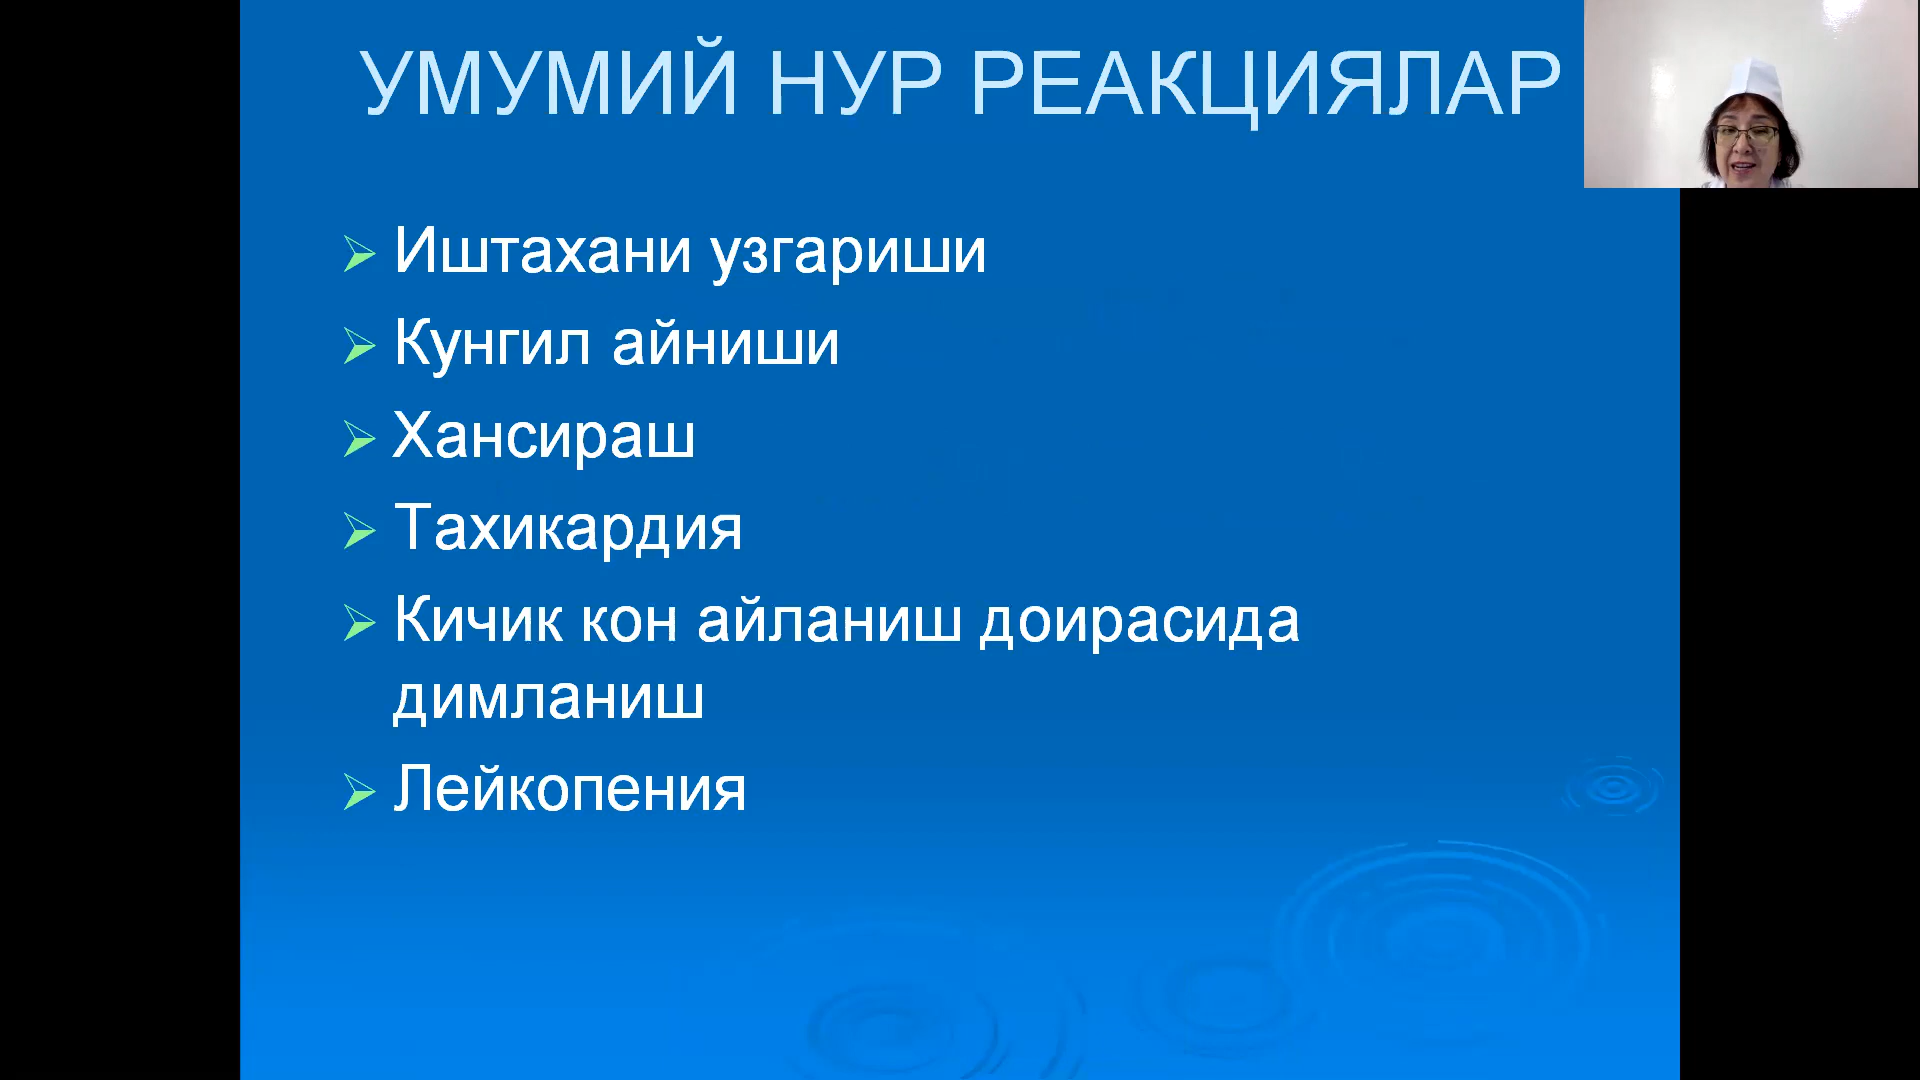 УМУМИЙ НУР РЕАКЦИЯЛАР
Иштахани узгариши
Кунгил айниши
Хансираш
Тахикардия
Кичик кон айланиш доирасида
димланиш
Лейкопения